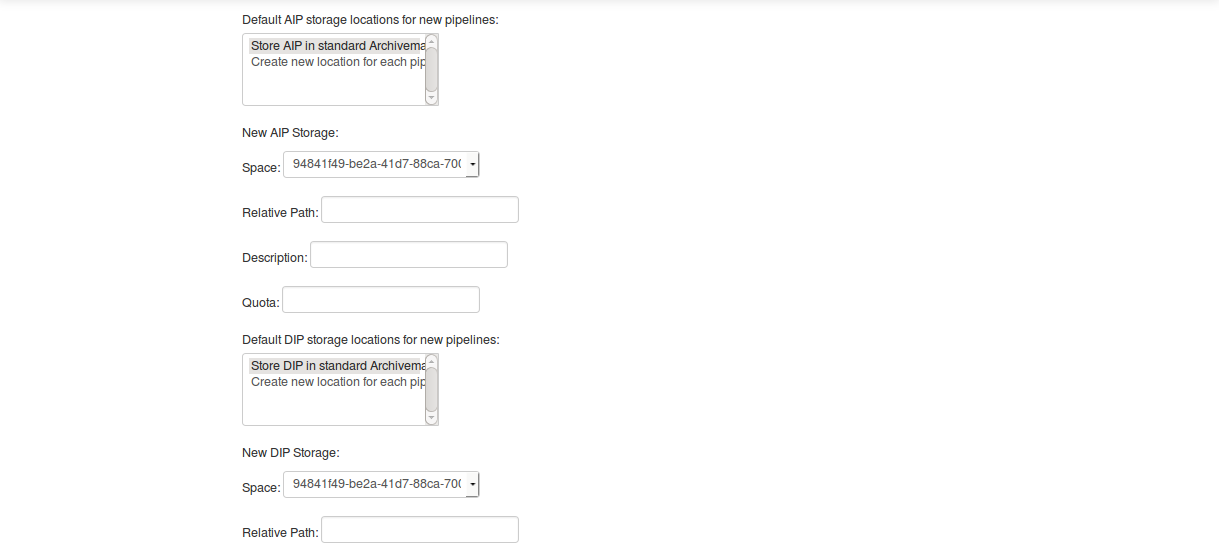 Default AIP storage locations for new pipelines:
Store AIP in standard Archivema
Create new location for each pip
New AIP Storage:
Space: 94841f49-be2a-41d7-88ca-70(
Relative Path:
Description:
Quota:
Default DIP storage locations for new pipelines:
Store DIP in standard Archivema
Create new location for each pip
New DIP Storage:
Space: 94841f49-be2a-41d7-88ca-70(
Relative Path: